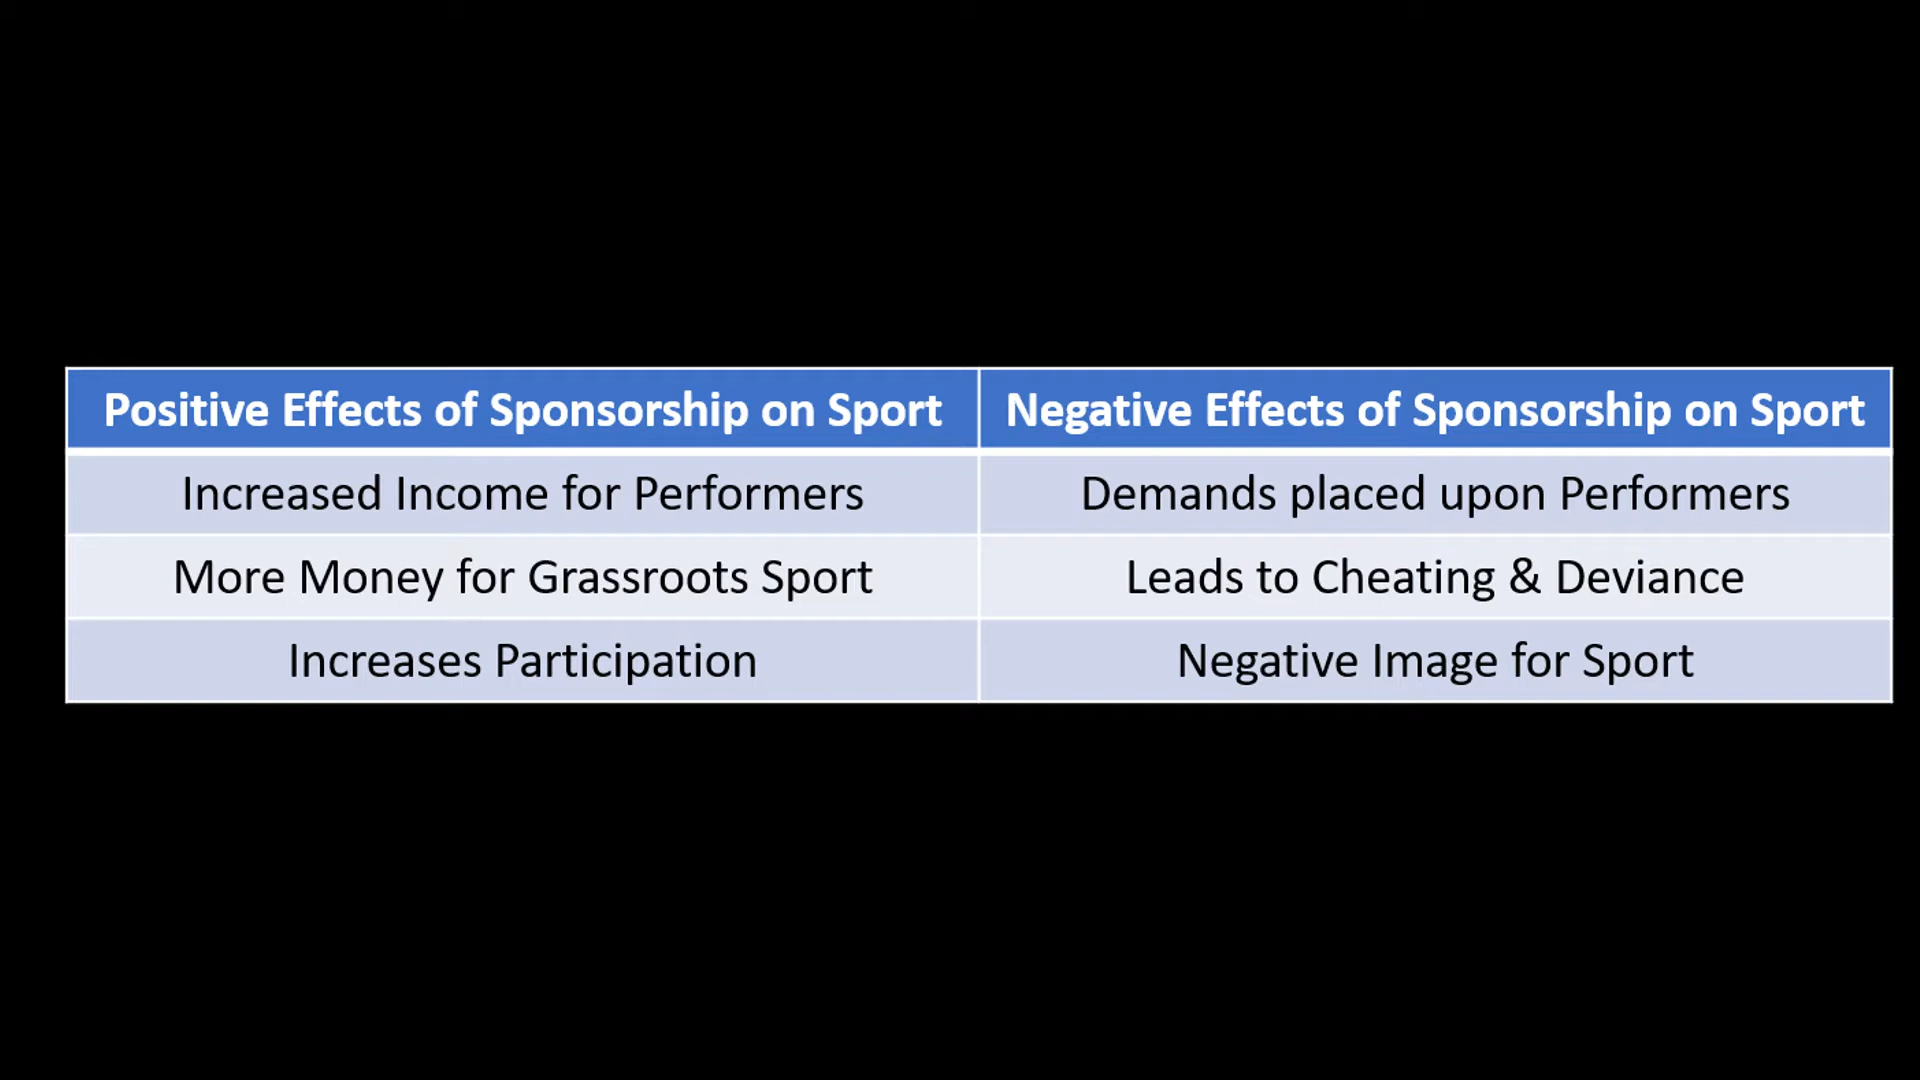 Positive Effects of Sponsorship on Sport
Negative Effects of Sponsorship on Sport
Increased Income for Performers
Demands placed upon Performers
More Money for Grassroots Sport
Leads to Cheating & Deviance
Increases Participation
Negative Image for Sport